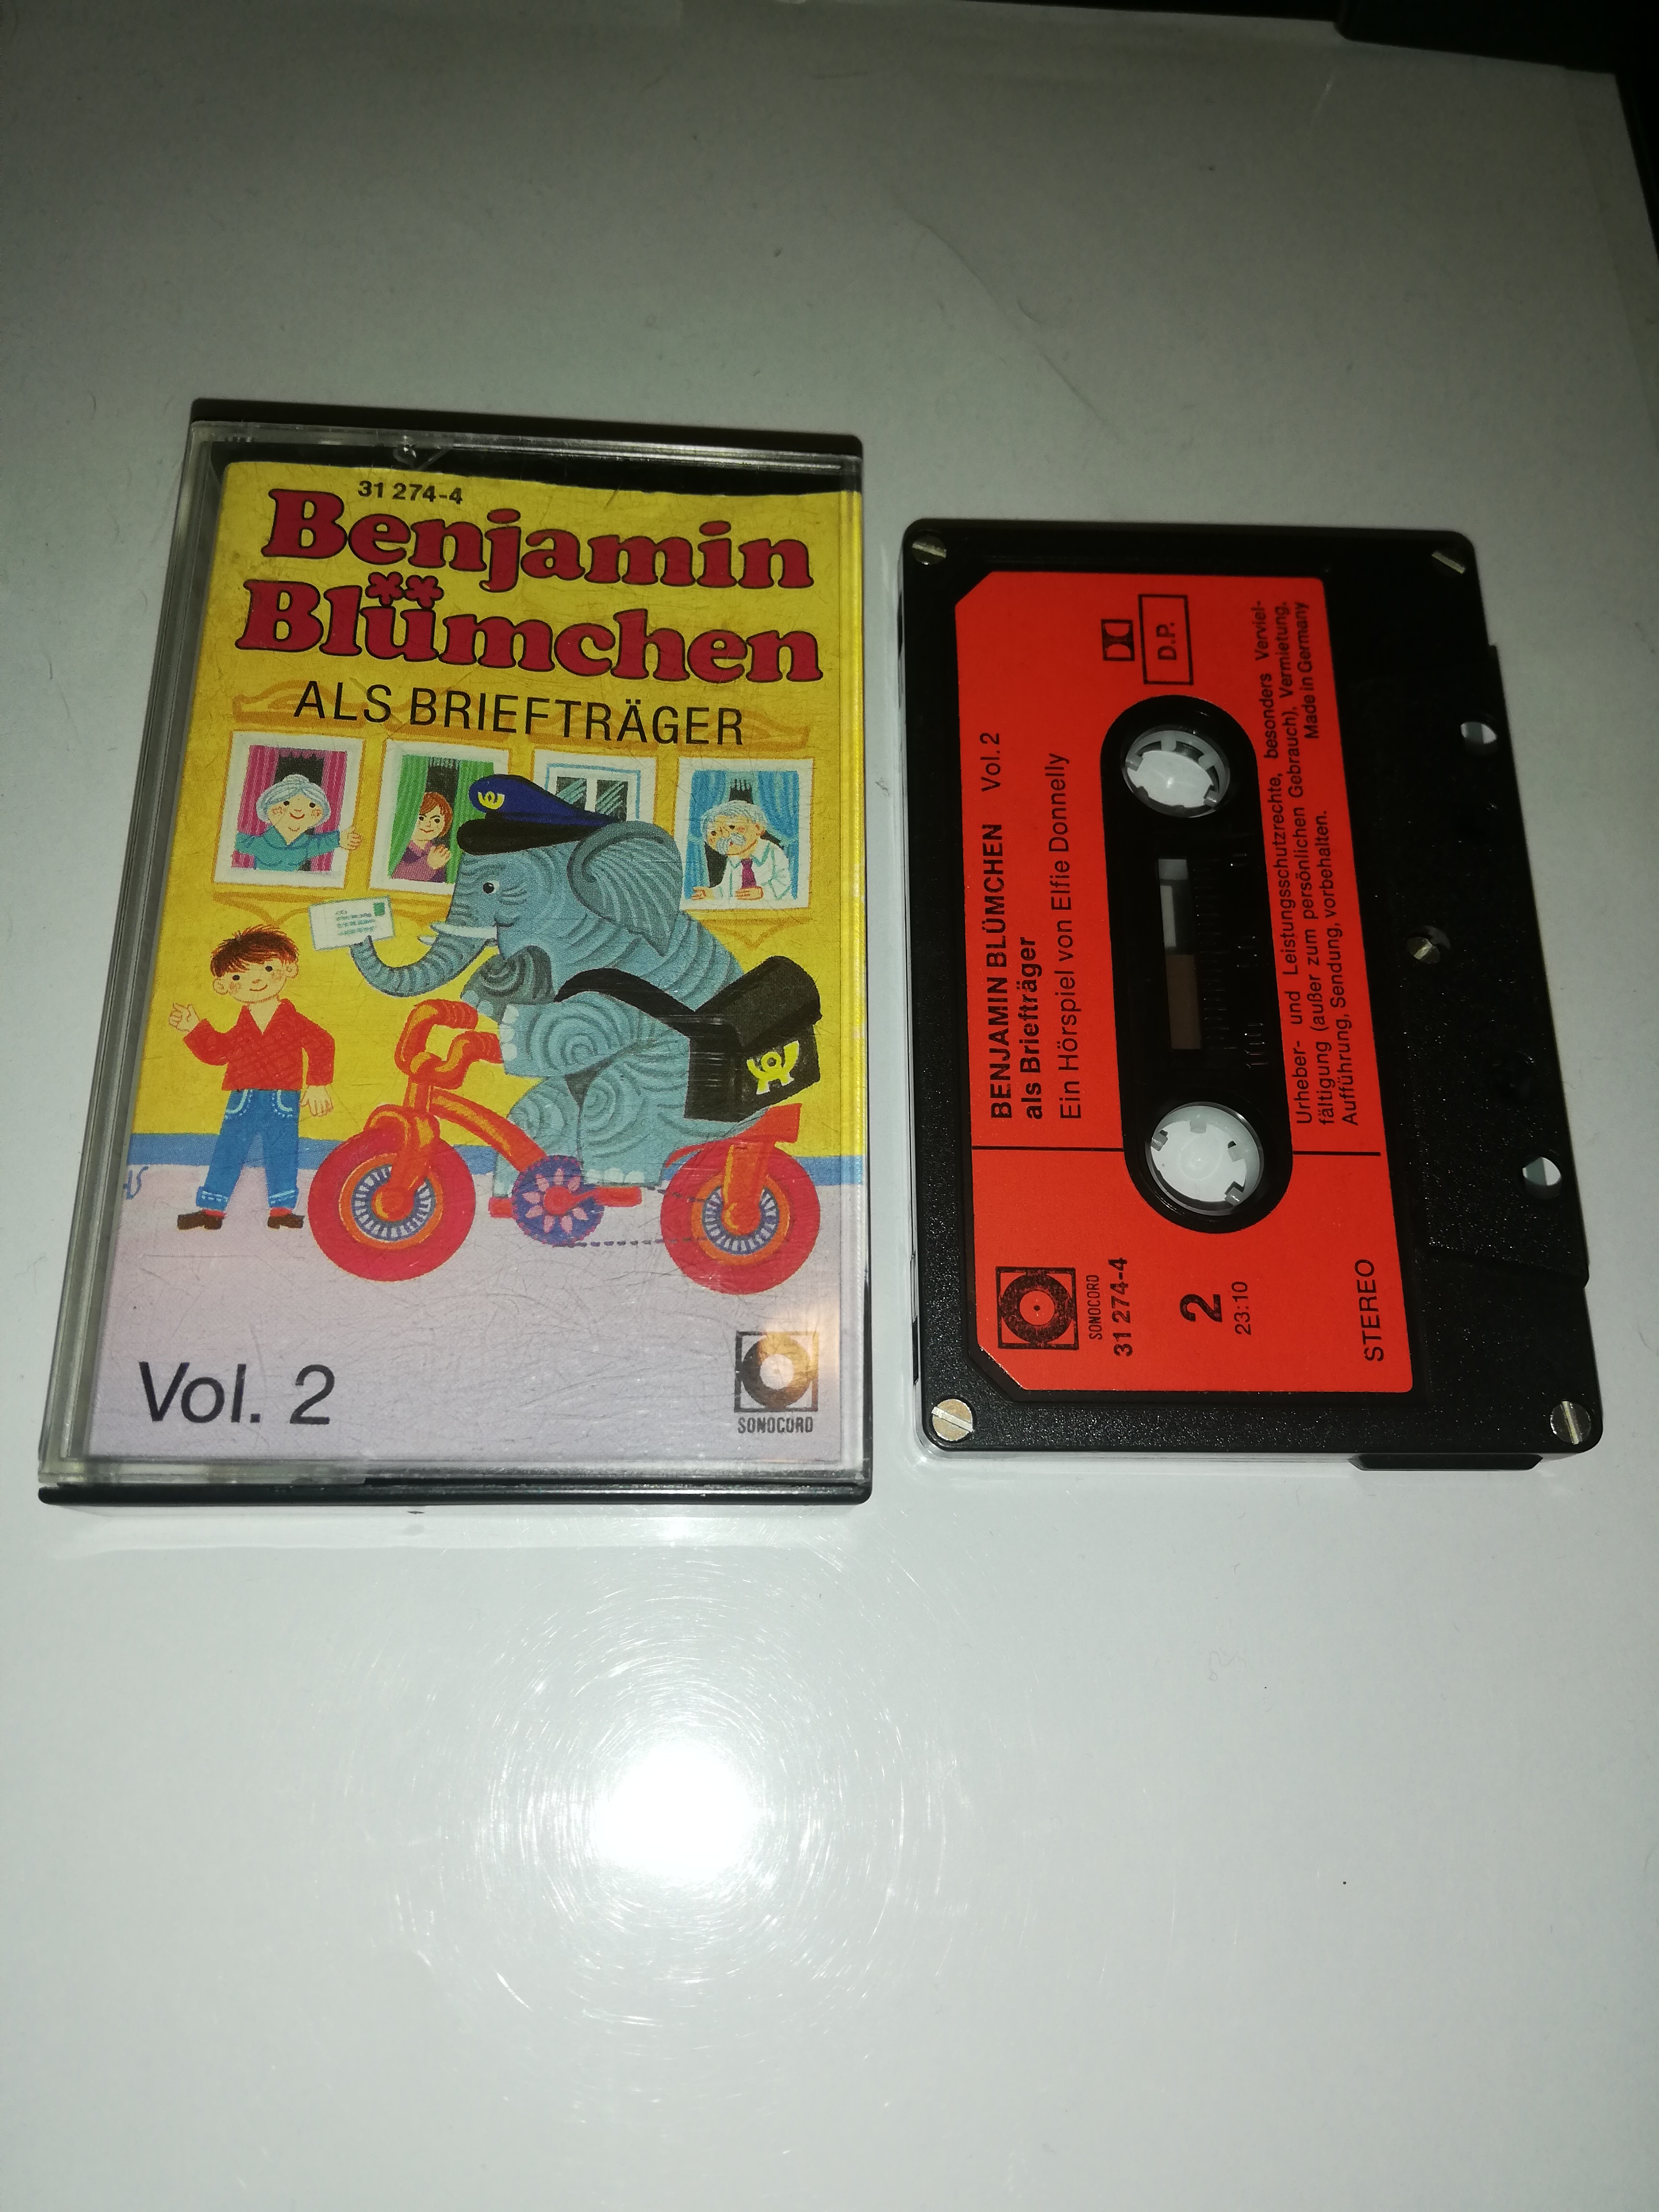 31 274-4
Benjamin
Blümchen
ALS BRIEFTRÄGER
Vol. 2
SONOCORD
BENJAMIN BLÜMCHEN Vol. 2
als Briefträger
Ein Hörspiel von Elfie Donnelly
D.P.
SONOCORD
31 274-4
2
23:10
100
Urheber- und Leistungsschutzrechte, besonders Verviel-
fältigung (außer zum persönlichen Gebrauch), Vermietung,
Aufführung, Sendung, vorbehalten. Made in Germany
STEREO